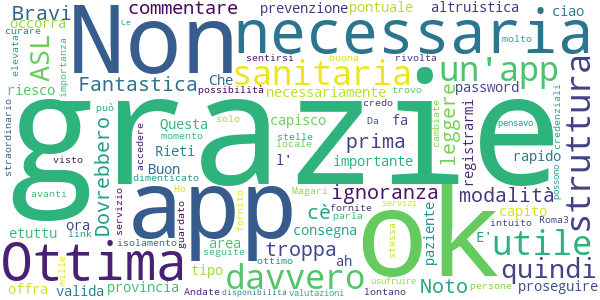 Bravi
commentare
prevenzione
pontuale
altruistica
ciao
occorra
ce
Non
necessaria
molto
curare
elevata
importanza
ASL
riesco
Fantastica
Che
sentirsi
buona
rivolta
sanitaria
un'app
possibilità
necessariamente
trovo
password
struttura
straordinario
grazie
Dovrebbero
può
accedere
Questa
momento
solo
capisco
stelle
locale
credo
Da
fa
cambiate
leggere
registrarmi
pensavo
credenziali
possono
rapido
visto
Rieti
Buon
l'
prima
importante
dimenticato
Magari
avanti
servizio
Ho
guardato
fornito
app
ok
ignoranza
modalità
fornite
servizi
paziente
capito
Roma3
etuttu
ora
link
cè
parla
consegna
stessa
intuito
E'
utile
Ottima
isolamento
area
seguite
troppa
ah
usufruire
persone
quindi
mille
tipo
ottimo
davvero
Noto
proseguire
offra
valida
provincia
Andate
disponibilità
valutazioni
lontano